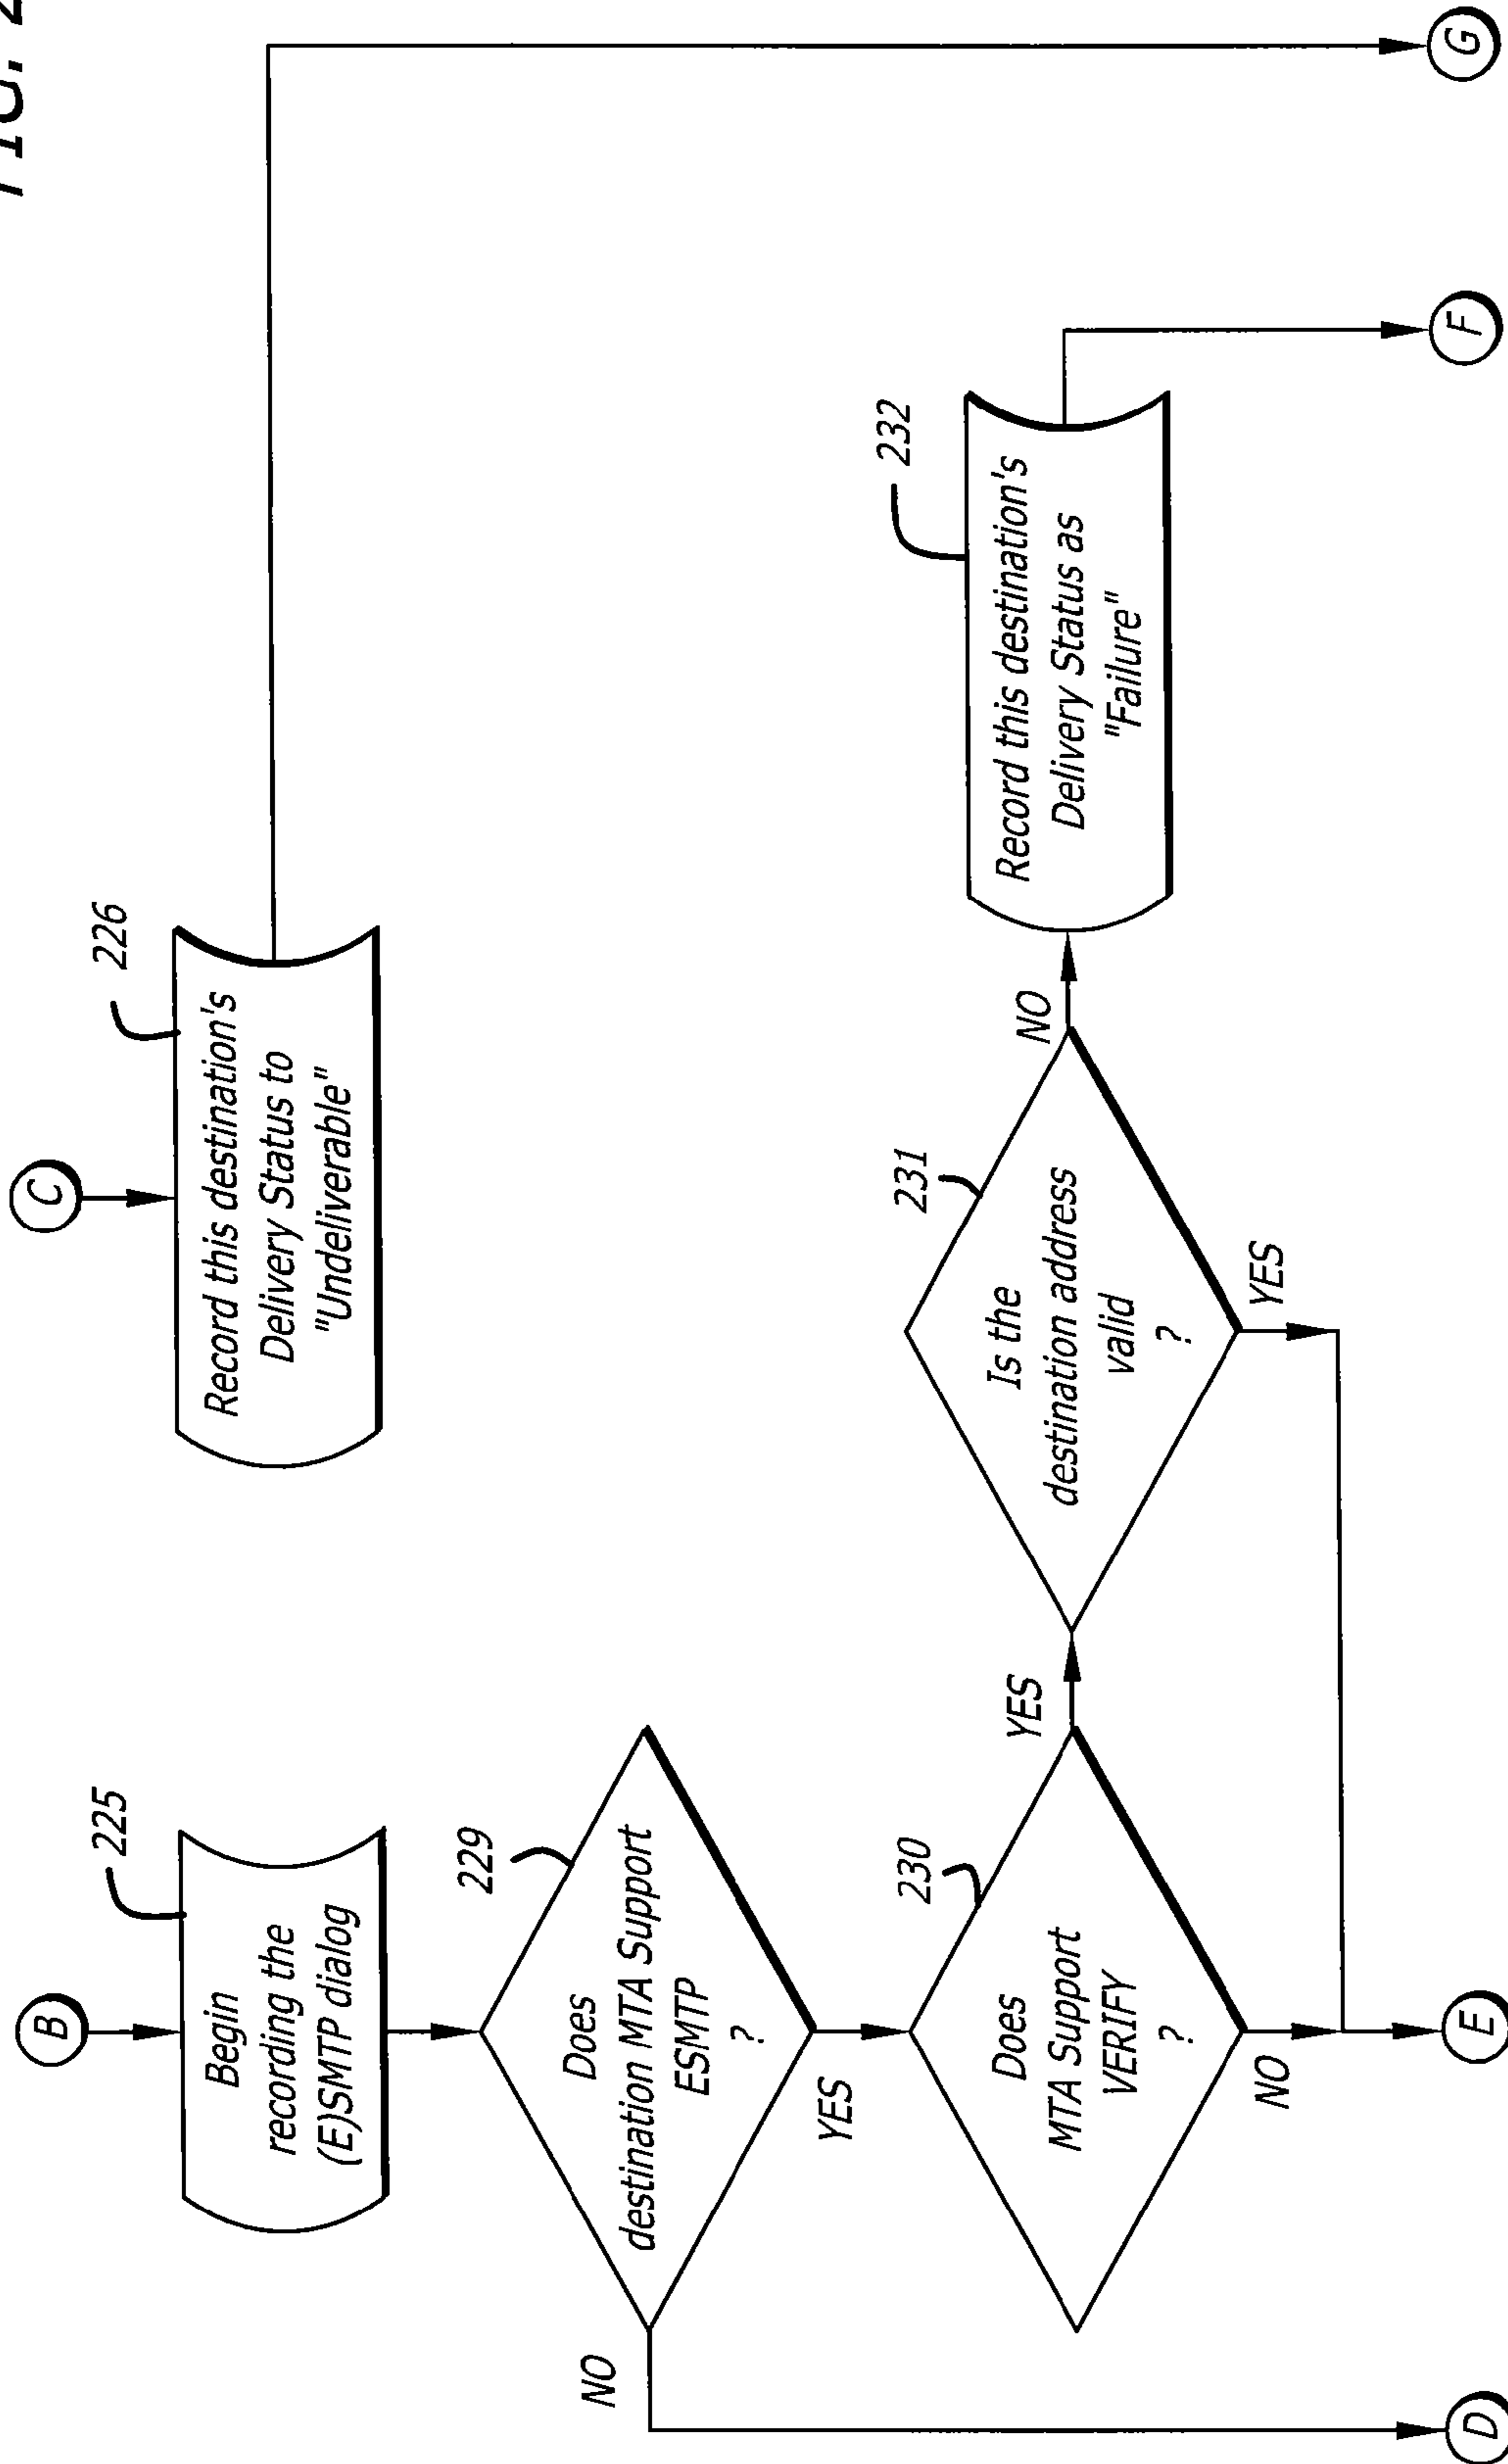 B
225
Begin
recording the
(E)SMTP dialog
C
226
Record this destination's
Delivery Status to
"Undeliverable"
229
Does
destination MTA Support
ESMTP
?
NO
YES
230
Does
MTA Support
VERIFY
?
YES
NO
231
Is the
destination address
valid
?
NO
YES
232
Record this destination's
Delivery Status as
"Failure"
D
E
F
G